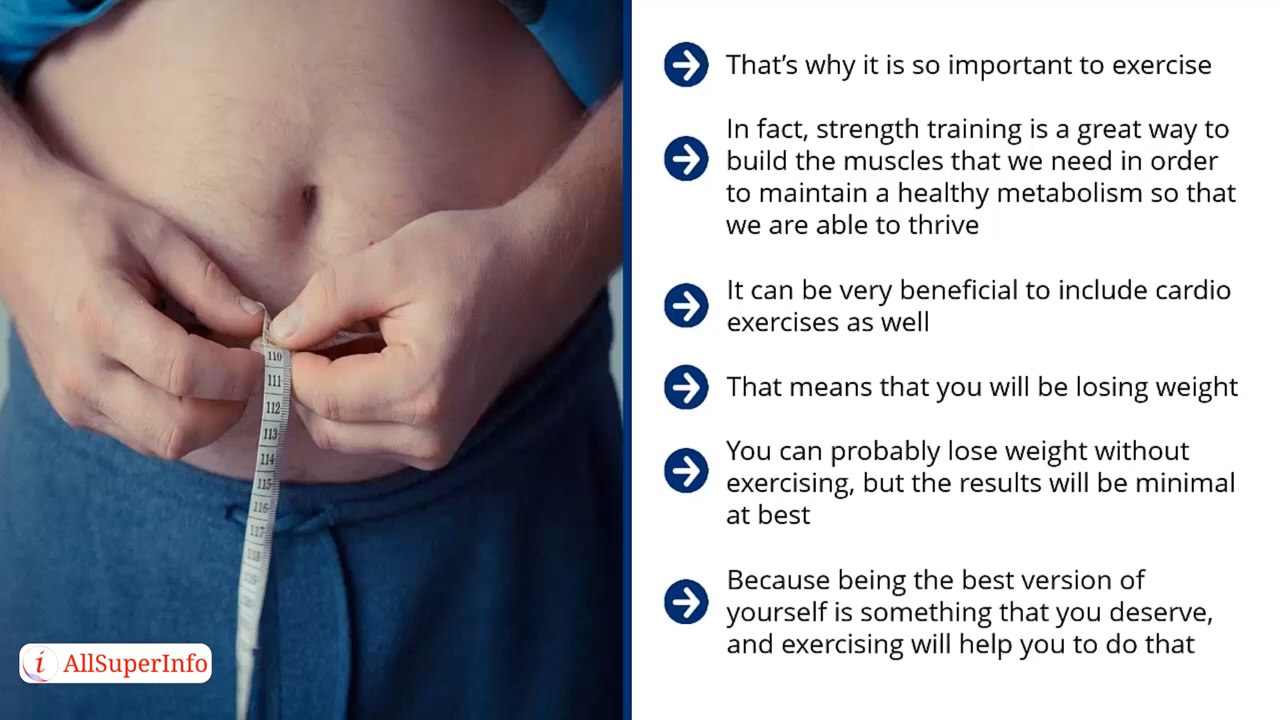 That’s why it is so important to exercise
In fact, strength training is a great way to
build the muscles that we need in order
to maintain a healthy metabolism so that
we are able to thrive
It can be very beneficial to include cardio
exercises as well
That means that you will be losing weight
You can probably lose weight without
exercising, but the results will be minimal
at best
Because being the best version of
yourself is something that you deserve,
and exercising will help you to do that
110
111
112
113
114
115
116
117
i AllSuperInfo